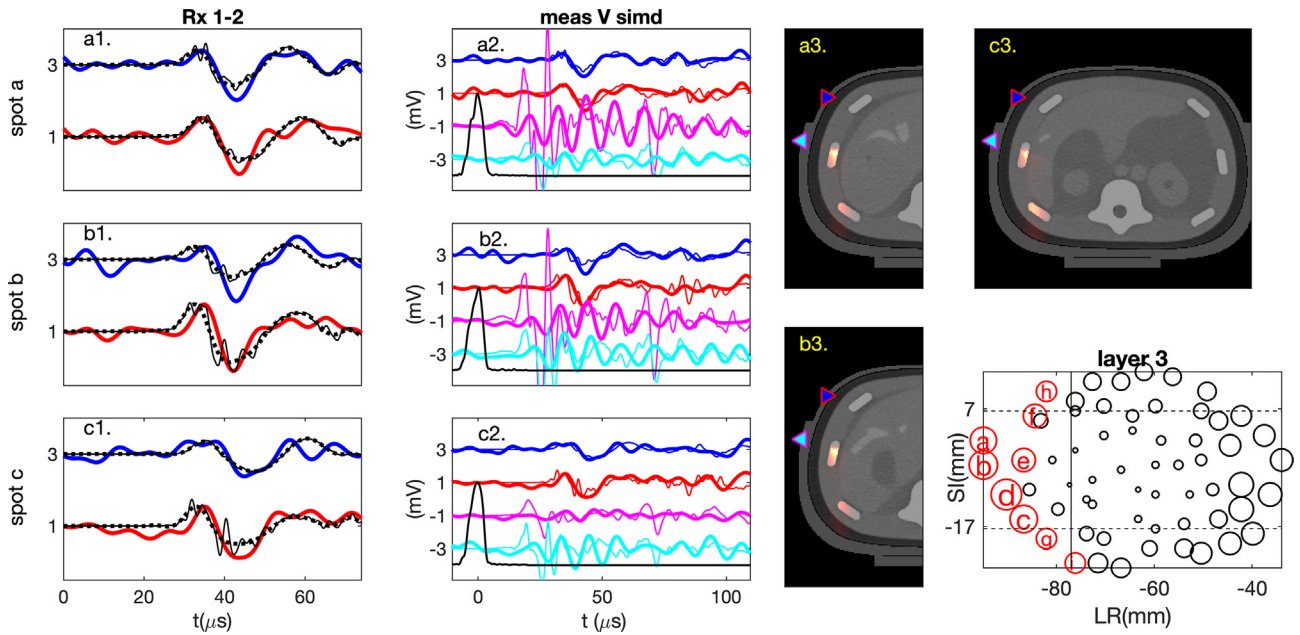 Rx 1-2
meas V simd
spot a
a1.
3
1
a2.
3
1
-1
-3
(mV)
a3.
c3.
spot b
b1.
3
1
b2.
3
1
-1
-3
(mV)
b3.
spot c
c1.
3
1
0
20
40
60
t(μs)
c2.
3
1
-1
-3
(mV)
0
50
100
t (μs)
layer 3
7
-17
SI(mm)
h
f
a
b
e
d
c
g
i
-80
-60
-40
LR(mm)